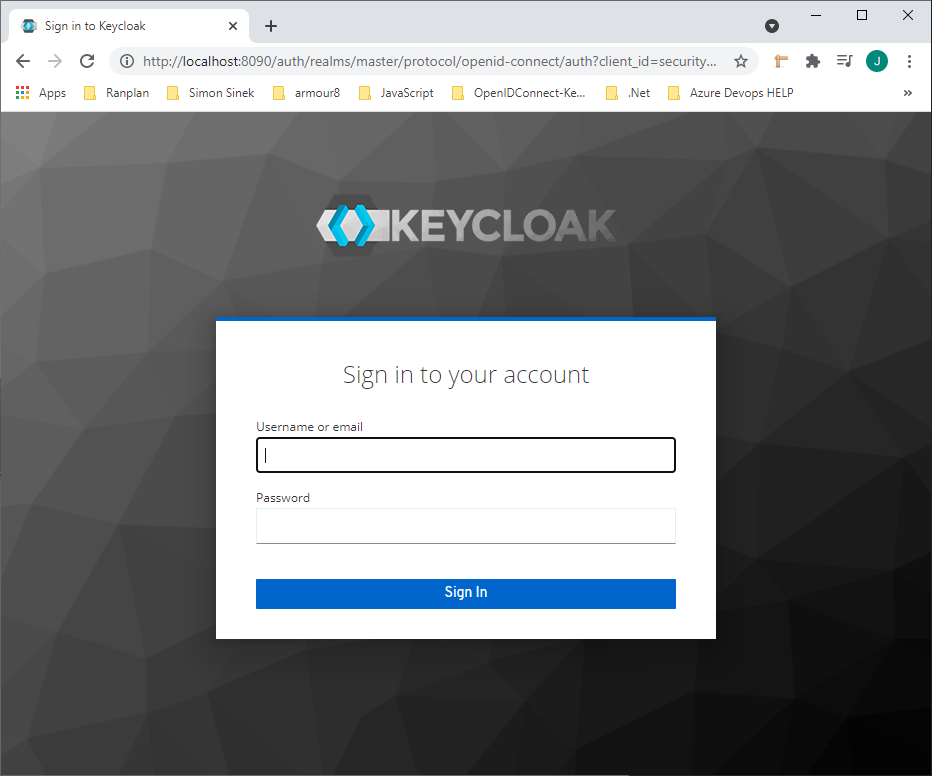 Sign in to Keycloak
http://localhost:8090/auth/realms/master/protocol/openid-connect/auth?client_id=security...
J
Apps Ranplan Simon Sinek armour8 JavaScript OpenIDConnect-Ke... .Net Azure Devops HELP »
KEYCLOAK
Sign in to your account
Username or email
Password
Sign In